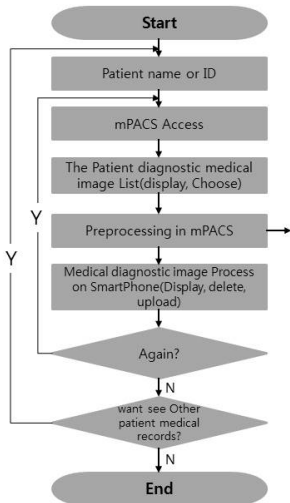 Start
Patient name or ID
mPACS Access
The Patient diagnostic medical
image List(display, Choose)
Y
Preprocessing in mPACS
Y
Medical diagnostic image Process
on SmartPhone(Display, delete,
upload)
Again?
N
want see Other
patient medical
records?
N
End